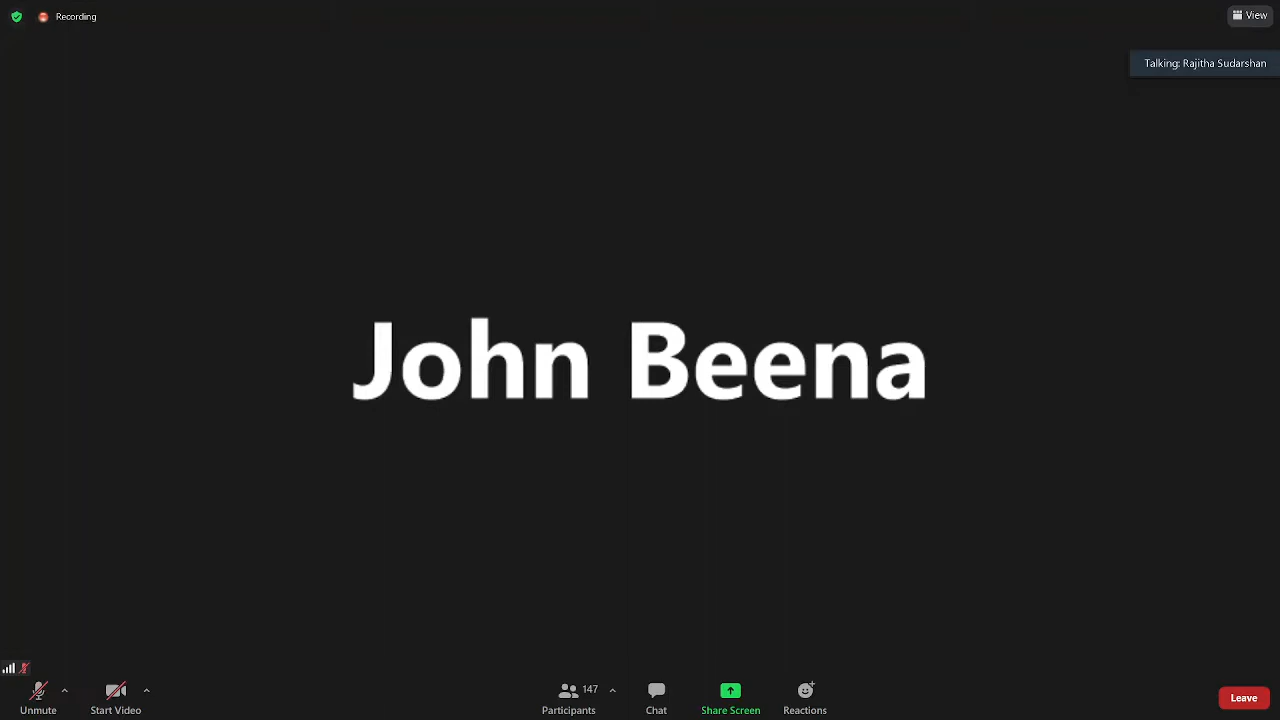 Recording
View
Talking: Rajitha Sudarshan
John Beena
147
Unmute
Start Video
Participants
Chat
Share Screen
Reactions
Leave